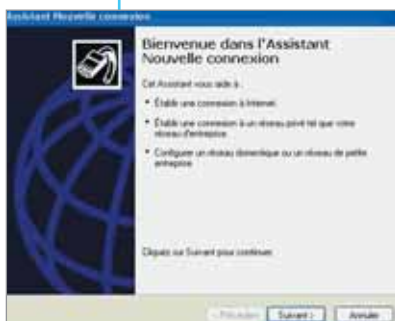 Assistant Nouvelle connexion
Bienvenue dans l'Assistant
Nouvelle connexion
Cet Assistant vous aide à :
• Établir une connexion à Internet.
• Établir une connexion à un réseau privé tel que votre
réseau d'entreprise.
• Configurer un réseau domestique ou un réseau de petite
entreprise.
Cliquez sur Suivant pour continuer.
< Précédent
Suivant >
Annuler